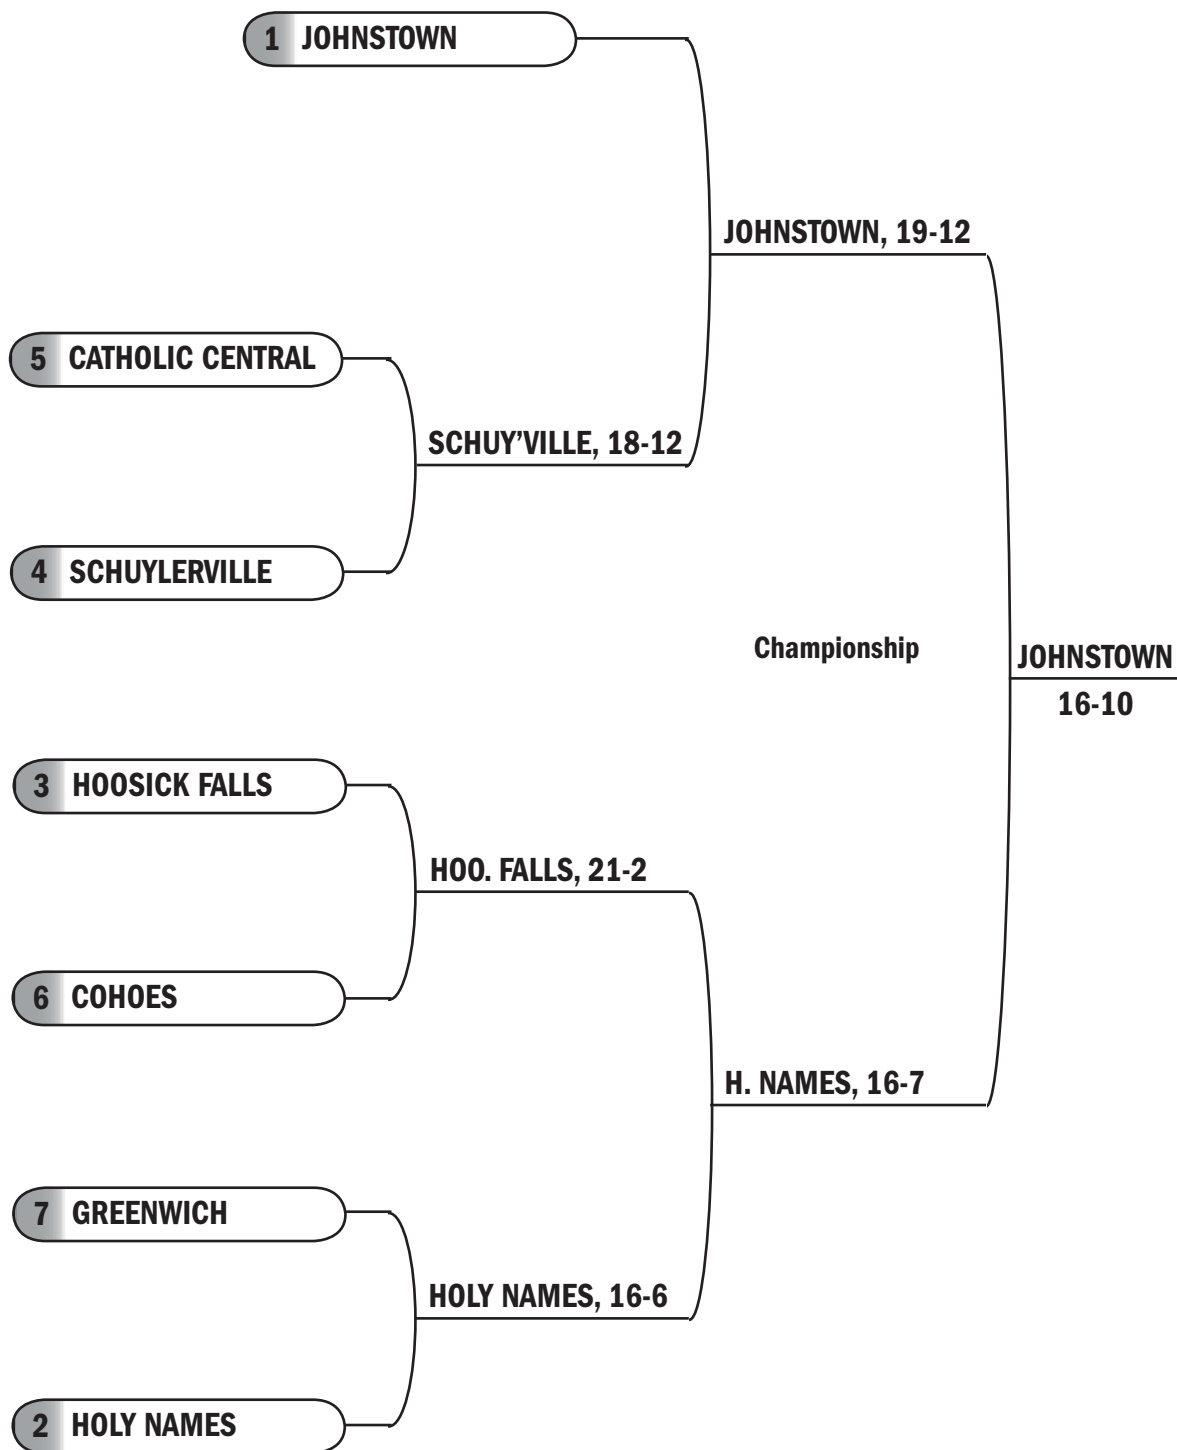 1 JOHNSTOWN
JOHNSTOWN, 19-12
5 CATHOLIC CENTRAL
SCHUY’VILLE, 18-12
4 SCHUYLERVILLE
Championship
JOHNSTOWN
16-10
3 HOOSICK FALLS
HOO. FALLS, 21-2
6 COHOES
H. NAMES, 16-7
7 GREENWICH
HOLY NAMES, 16-6
2 HOLY NAMES